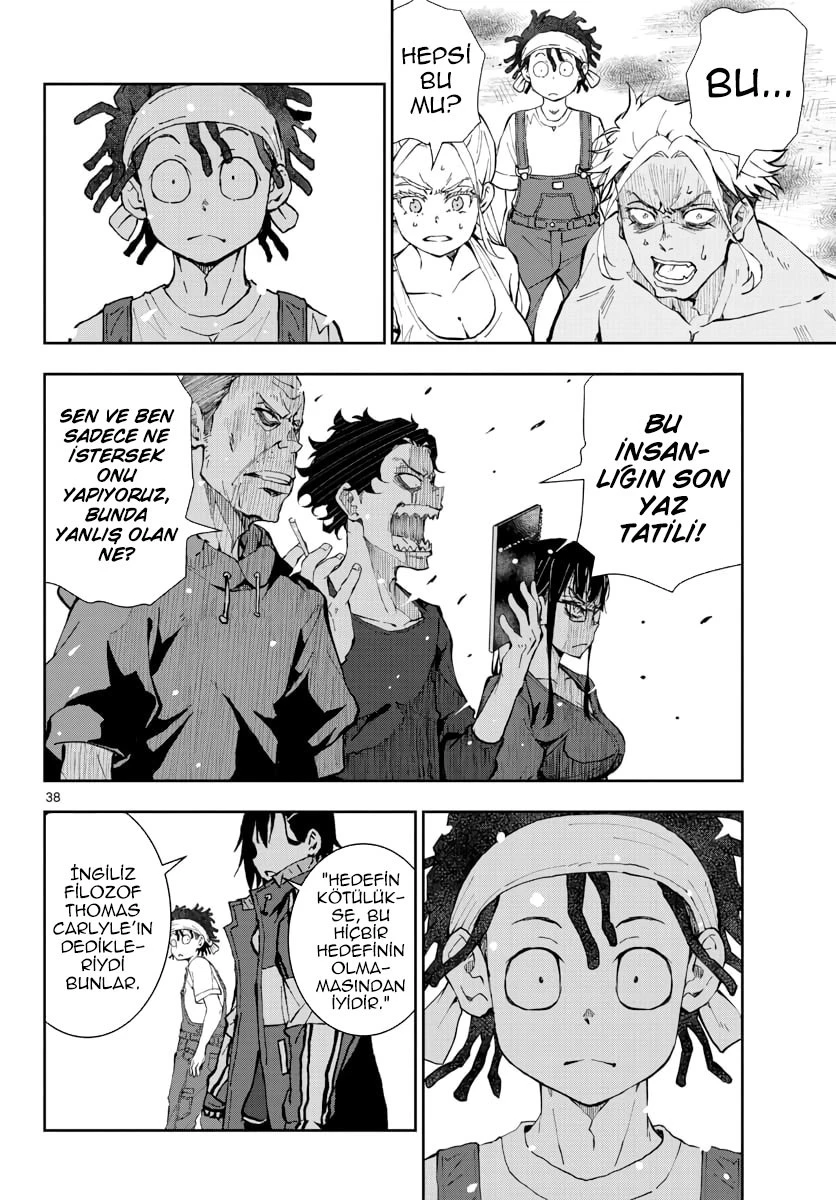 BU...
HEPSİ
BU
MU?
BU
İNSAN-
LIĞIN SON
YAZ
TATİLİ!
SEN VE BEN
SADECE NE
İSTERSEK
ONU
YAPIYORUZ,
BUNDA
YANLIŞ OLAN
NE?
38
"HEDEFİN
KÖTÜLÜK-
SE, BU
HİÇBİR
HEDEFİNİN
OLMA-
MASINDAN
İYİDİR."
İNGİLİZ
FİLOZOF
THOMAS
CARLYLE'IN
DEDİKLE-
RİYDİ
BUNLAR.